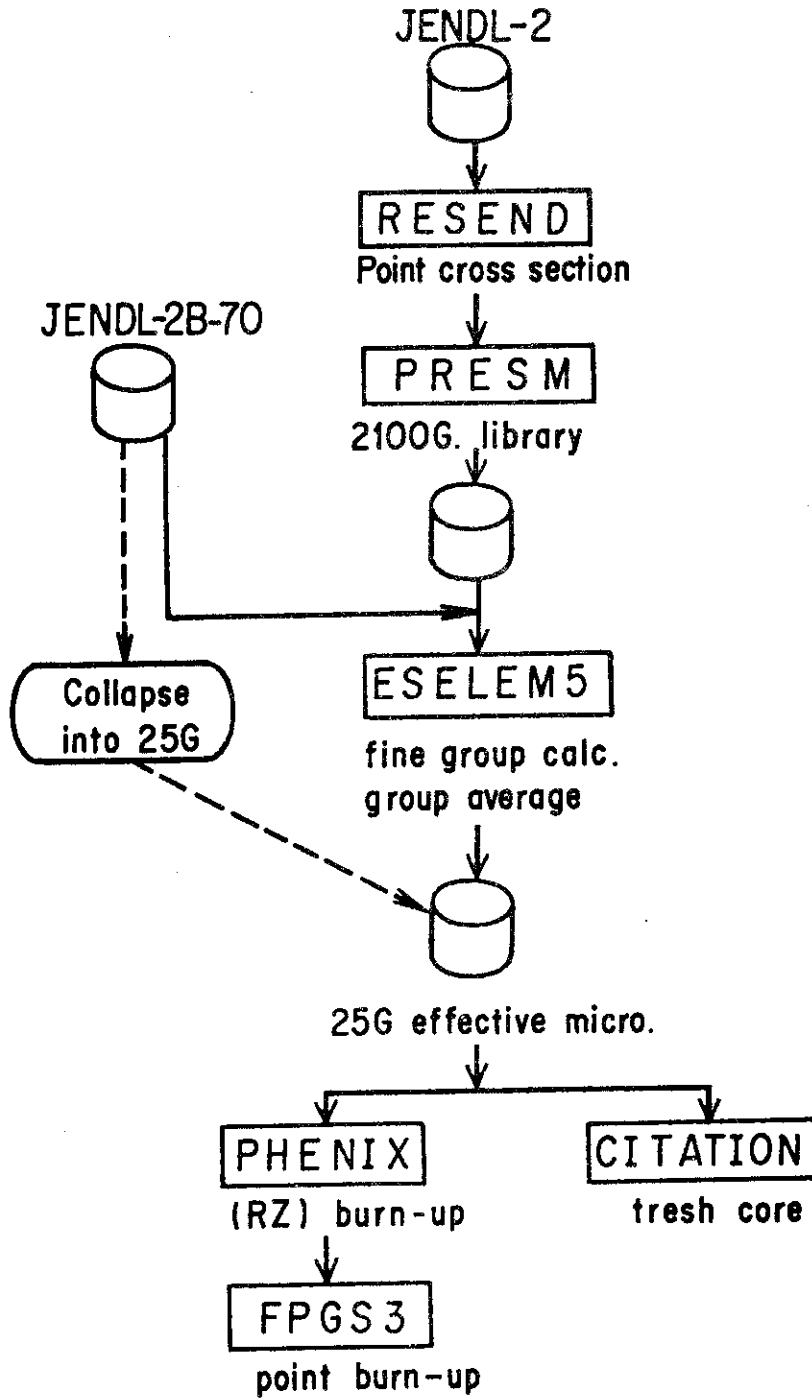 JENDL-2
RESEND
Point cross section
JENDL-2B-70
PRESM
2100G. library
Collapse
into 25G
ESELEM5
fine group calc.
group average
25G effective micro.
PHENIX
CITATION
(RZ) burn-up
tresh core
FPGS3
point burn-up